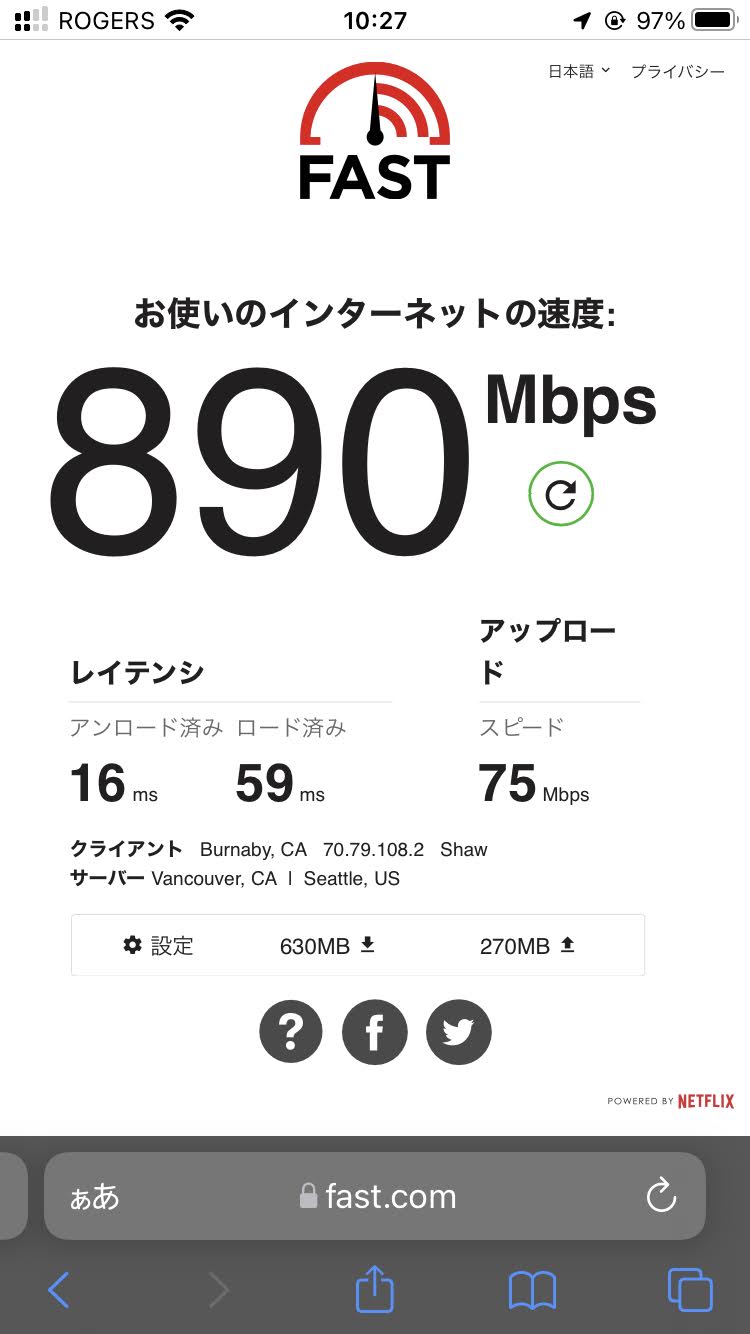 ROGERS 10:27 97%
日本語 プライバシー
FAST
お使いのインターネットの速度:
890 Mbps
レイテンシ
アンロード済み ロード済み
16 ms 59 ms
アップロー
ド
スピード
75 Mbps
クライアント Burnaby, CA 70.79.108.2 Shaw
サーバー Vancouver, CA | Seattle, US
設定 630MB 270MB
POWERED BY NETFLIX
ぁあ fast.com